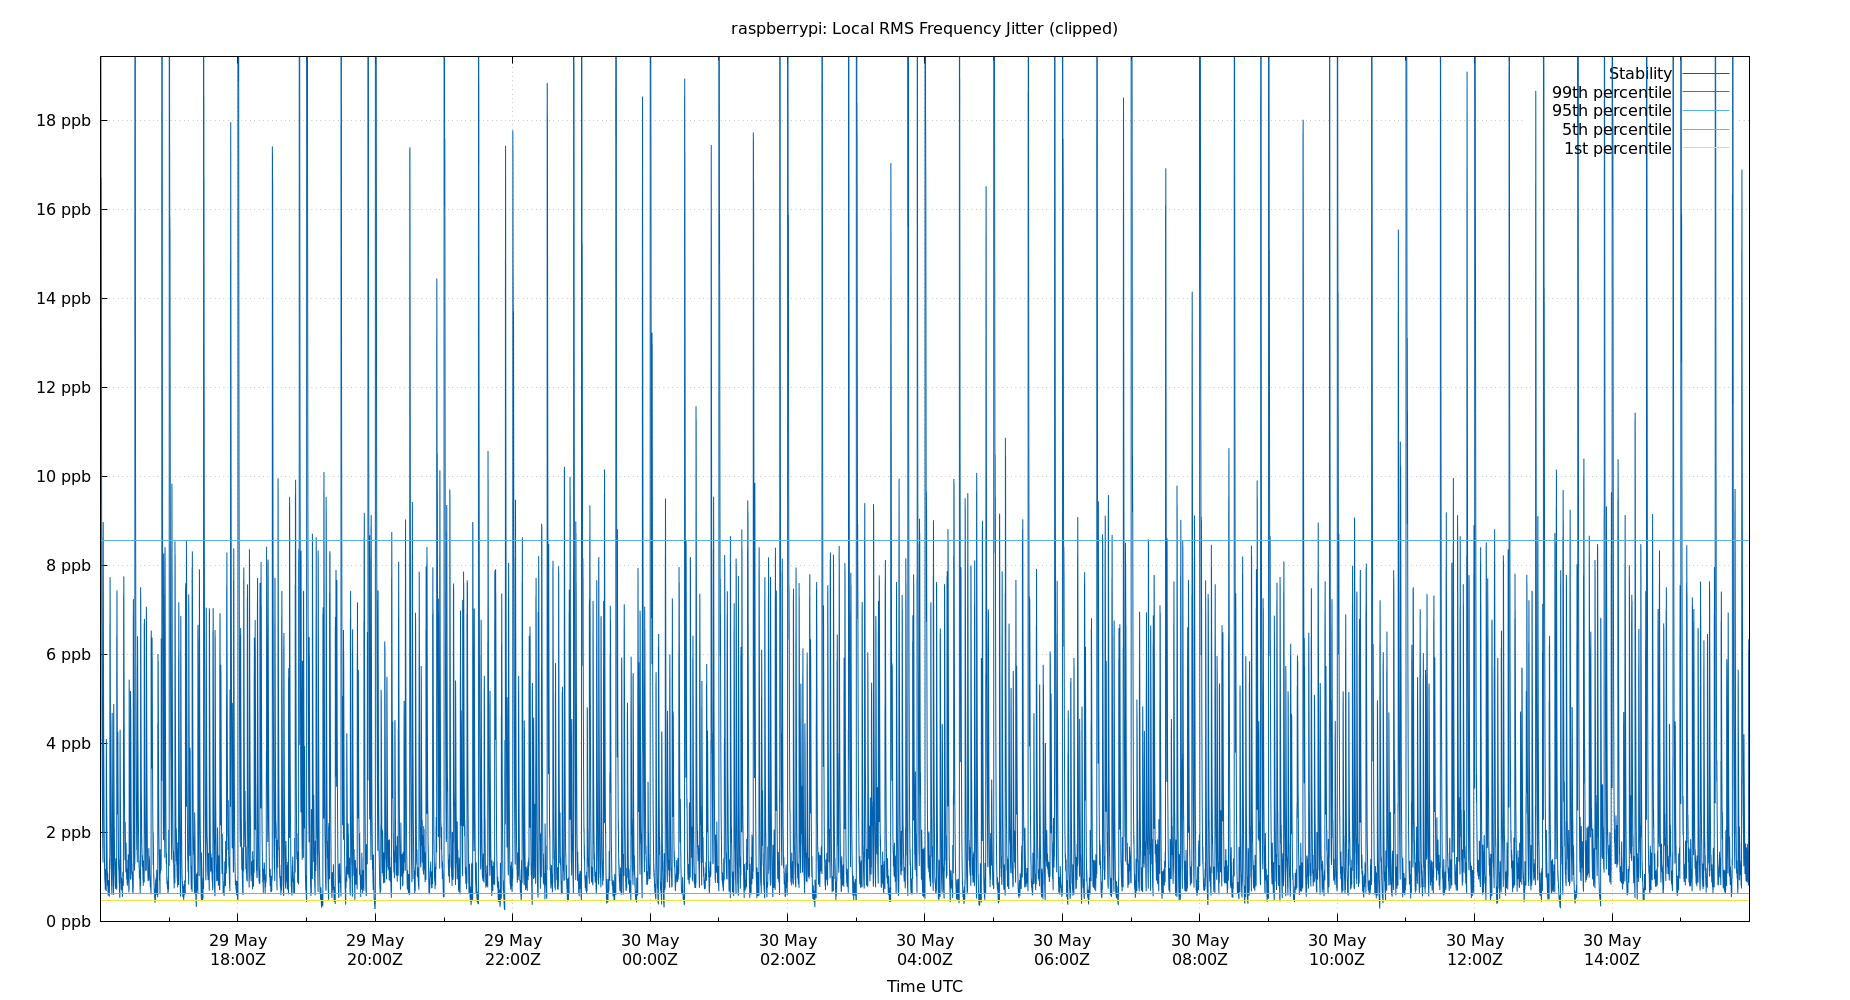 raspberrypi: Local RMS Frequency Jitter (clipped)
Stability
99th percentile
95th percentile
5th percentile
1st percentile
18 ppb
16 ppb
14 ppb
12 ppb
10 ppb
8 ppb
6 ppb
4 ppb
2 ppb
0 ppb
29 May 29 May 29 May 30 May 30 May 30 May 30 May 30 May 30 May 30 May 30 May
18:00Z 20:00Z 22:00Z 00:00Z 02:00Z 04:00Z 06:00Z 08:00Z 10:00Z 12:00Z 14:00Z
Time UTC